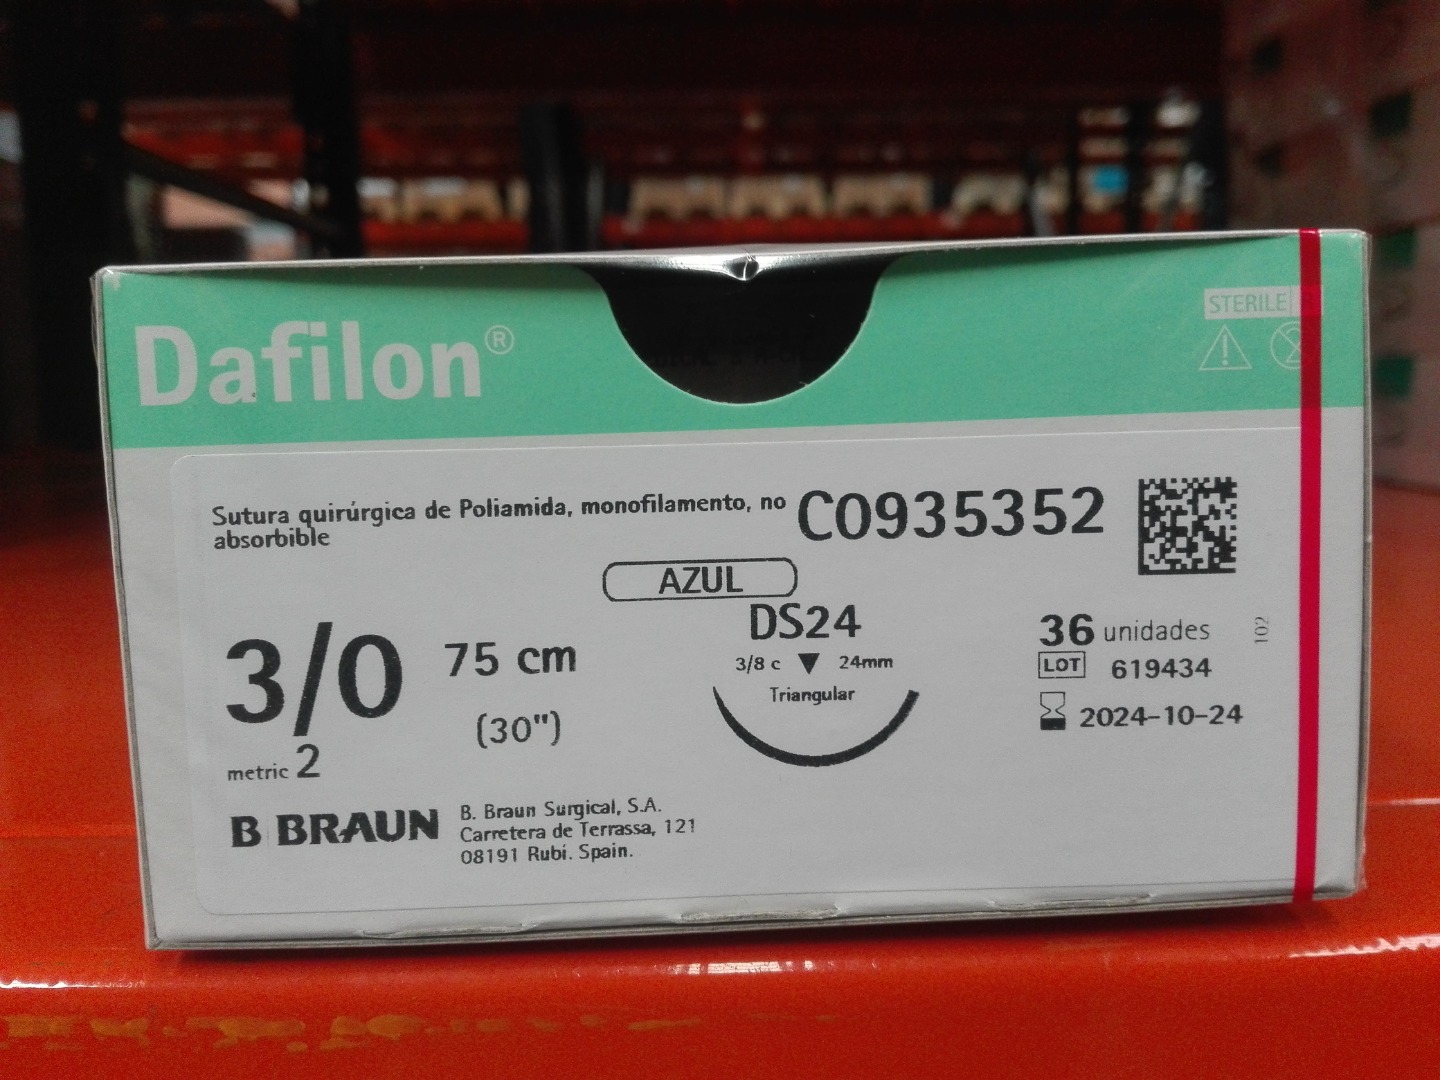 Dafilon®
STERILE
Sutura quirúrgica de Poliamida, monofilamento, no
absorbible
C0935352
AZUL
DS24
3/8 c ▼ 24mm
Triangular
3/0
75 cm
(30")
metric 2
36 unidades
LOT 619434
2024-10-24
102
B BRAUN
B. Braun Surgical, S.A.
Carretera de Terrassa, 121
08191 Rubi. Spain.